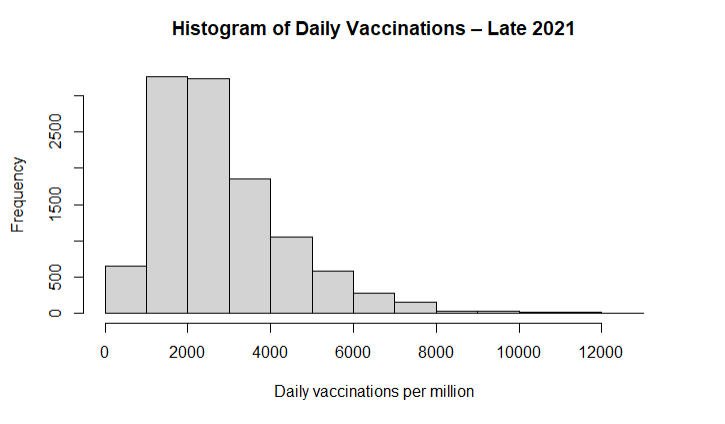 Histogram of Daily Vaccinations – Late 2021
Frequency
2500
1500
500
0
0 2000 4000 6000 8000 10000 12000
Daily vaccinations per million